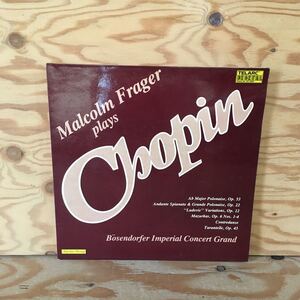 TELARC
DIGITAL
Malcolm Frager
plays
Chopin
Ab Major Polonaise, Op. 53
Andante Spianato & Grande Polonaise, Op. 22
"Ludovic" Variations, Op. 12
Mazurkas, Op. 6 Nos. 1-4
Contredanse
Tarantelle, Op. 43
Bösendorfer Imperial Concert Grand